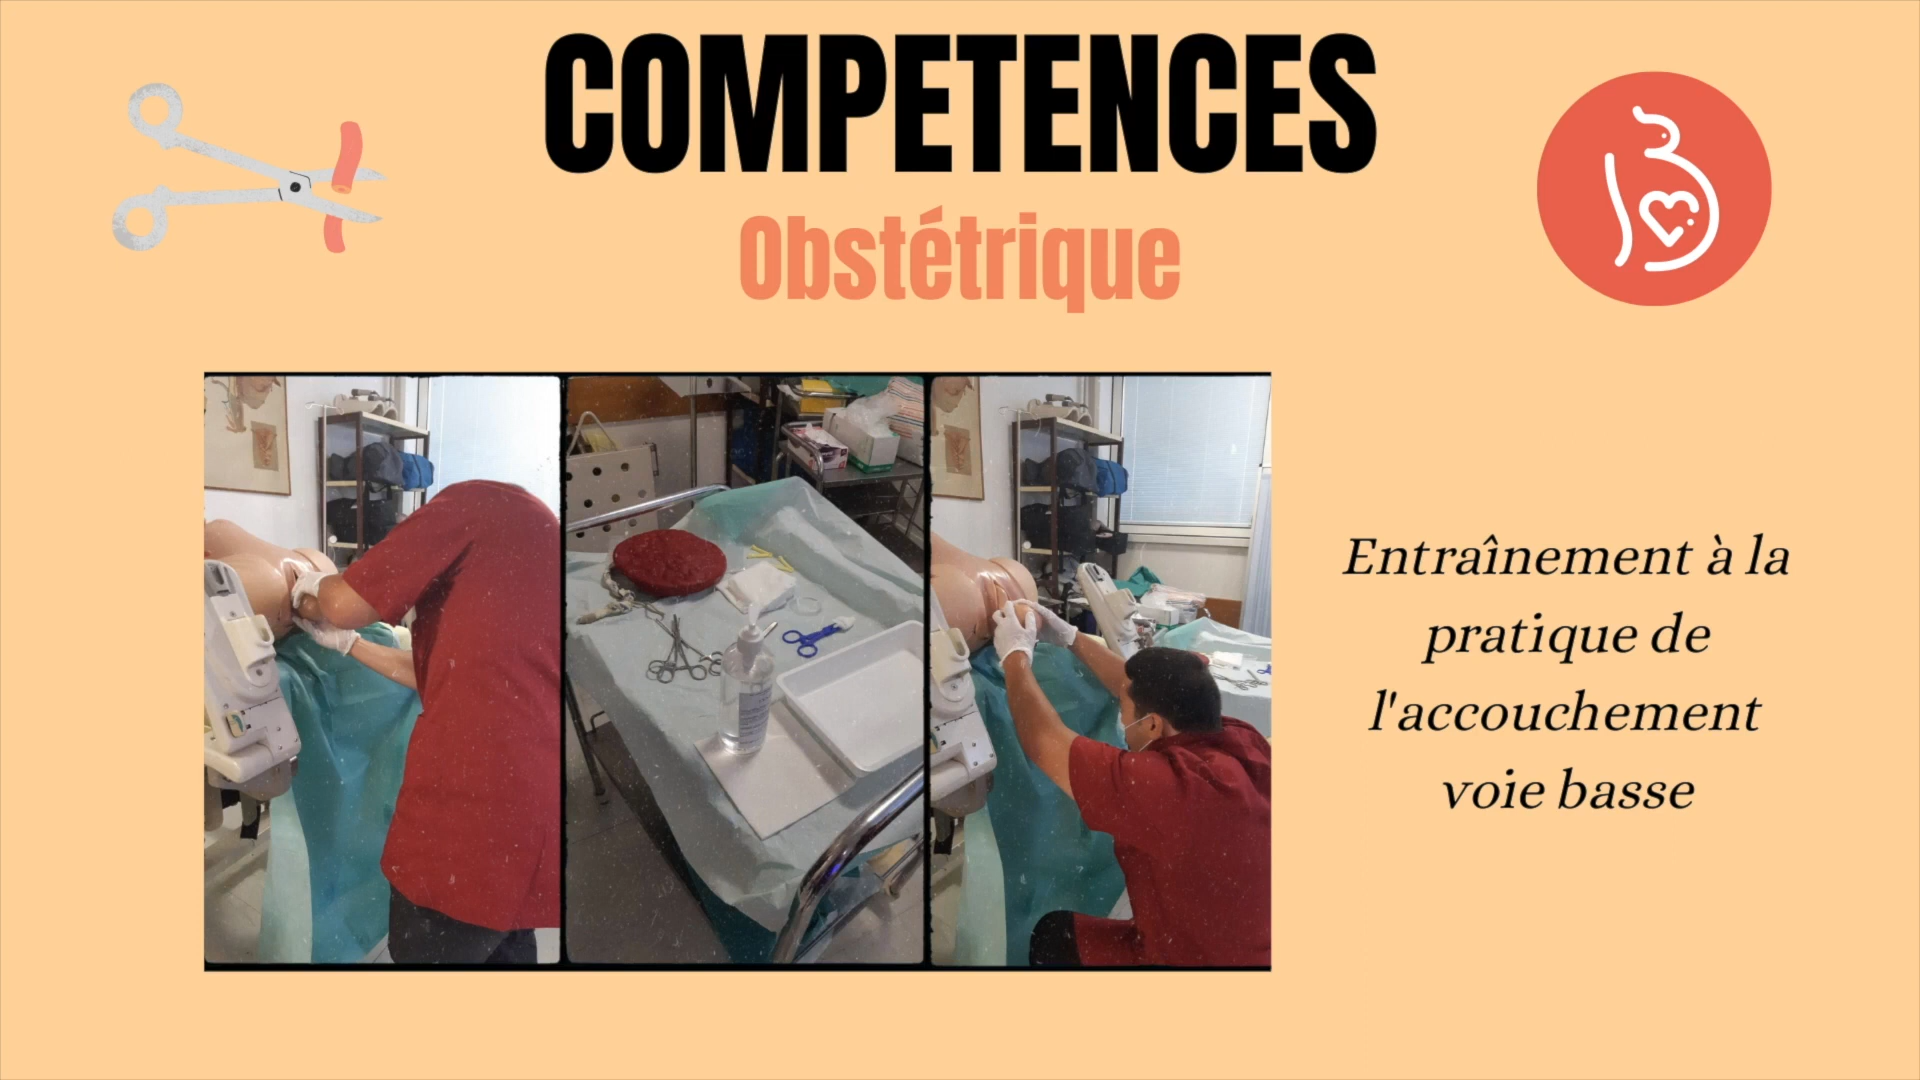 COMPETENCES
Obstétrique
Entraînement à la
pratique de
l'accouchement
voie basse